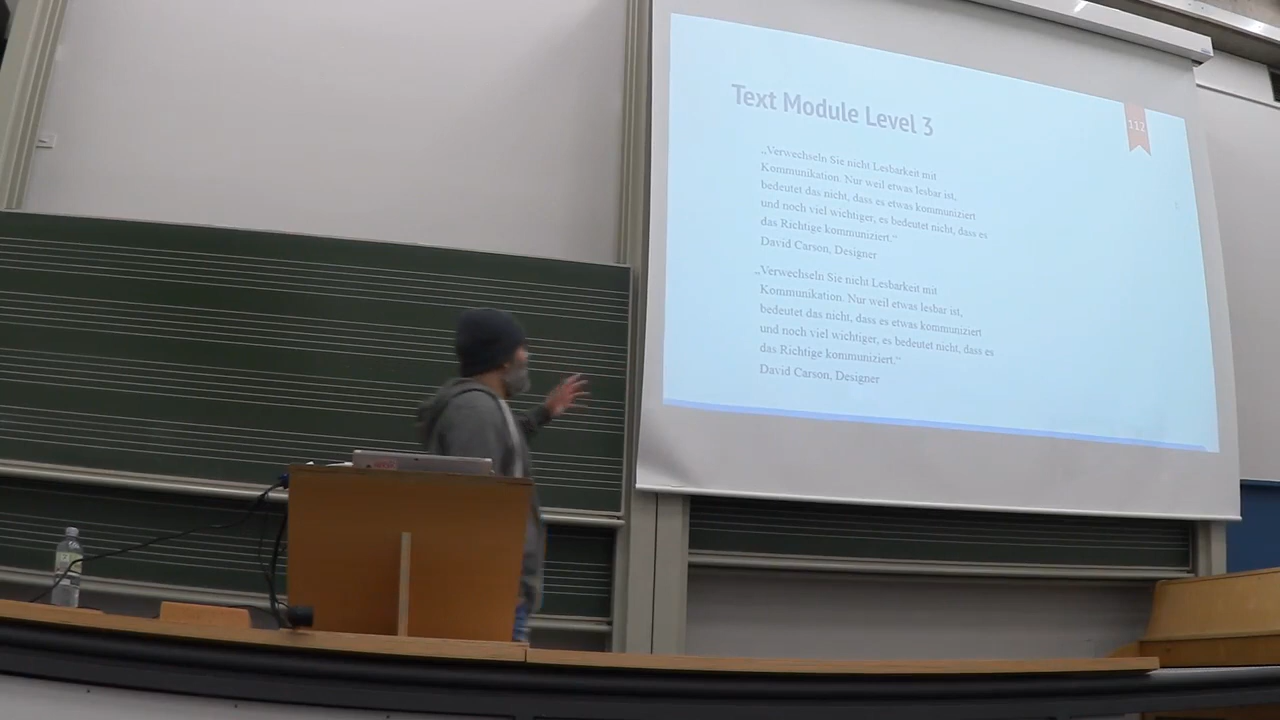 Text Module Level 3
112
„Verwechseln Sie nicht Lesbarkeit mit
Kommunikation. Nur weil etwas lesbar ist,
bedeutet das nicht, dass es etwas kommuniziert
und noch viel wichtiger, es bedeutet nicht, dass es
das Richtige kommuniziert.“
David Carson, Designer
„Verwechseln Sie nicht Lesbarkeit mit
Kommunikation. Nur weil etwas lesbar ist,
bedeutet das nicht, dass es etwas kommuniziert
und noch viel wichtiger, es bedeutet nicht, dass es
das Richtige kommuniziert.“
David Carson, Designer